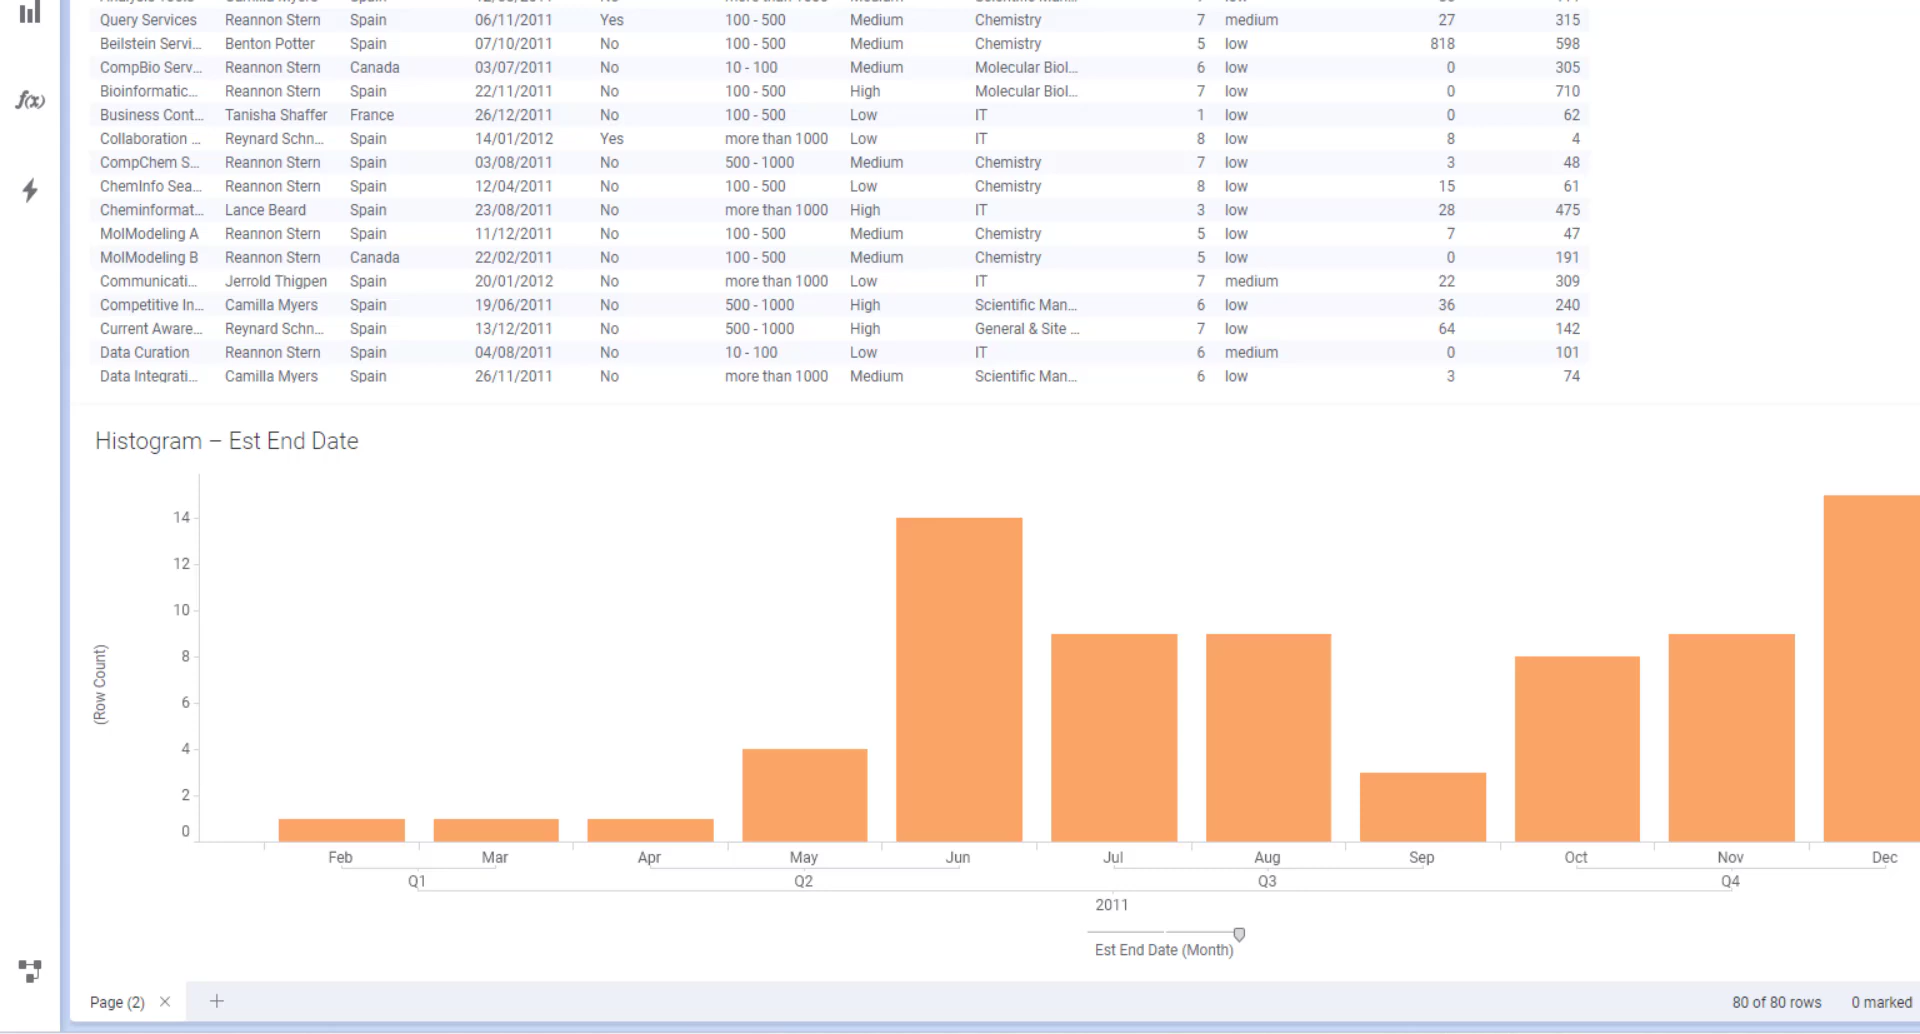 Query Services Reannon Stern Spain 06/11/2011 Yes 100 - 500 Medium Chemistry 7 medium 27 315
Beilstein Servi... Benton Potter Spain 07/10/2011 No 100 - 500 Medium Chemistry 5 low 818 598
CompBio Serv... Reannon Stern Canada 03/07/2011 No 10 - 100 Medium Molecular Biol... 6 low 0 305
Bioinformatic... Reannon Stern Spain 22/11/2011 No 100 - 500 High Molecular Biol... 7 low 0 710
Business Cont... Tanisha Shaffer France 26/12/2011 No 100 - 500 Low IT 1 low 0 62
Collaboration ... Reynard Schn... Spain 14/01/2012 Yes more than 1000 Low IT 8 low 8 4
CompChem S... Reannon Stern Spain 03/08/2011 No 500 - 1000 Medium Chemistry 7 low 3 48
ChemInfo Sea... Reannon Stern Spain 12/04/2011 No 100 - 500 Low Chemistry 8 low 15 61
Cheminformat... Lance Beard Spain 23/08/2011 No more than 1000 High IT 3 low 28 475
MolModeling A Reannon Stern Spain 11/12/2011 No 100 - 500 Medium Chemistry 5 low 7 47
MolModeling B Reannon Stern Canada 22/02/2011 No 100 - 500 Medium Chemistry 5 low 0 191
Communicati... Jerrold Thigpen Spain 20/01/2012 No more than 1000 Low IT 7 medium 22 309
Competitive In... Camilla Myers Spain 19/06/2011 No 500 - 1000 High Scientific Man... 6 low 36 240
Current Aware... Reynard Schn... Spain 13/12/2011 No 500 - 1000 High General & Site ... 7 low 64 142
Data Curation Reannon Stern Spain 04/08/2011 No 10 - 100 Low IT 6 medium 0 101
Data Integrati... Camilla Myers Spain 26/11/2011 No more than 1000 Medium Scientific Man... 6 low 3 74
f(x)
Histogram – Est End Date
14
12
10
8
6
4
2
0
(Row Count)
Feb Mar Apr May Jun Jul Aug Sep Oct Nov Dec
Q1 Q2 Q3 Q4
2011
Est End Date (Month)
Page (2) × +
80 of 80 rows 0 marked